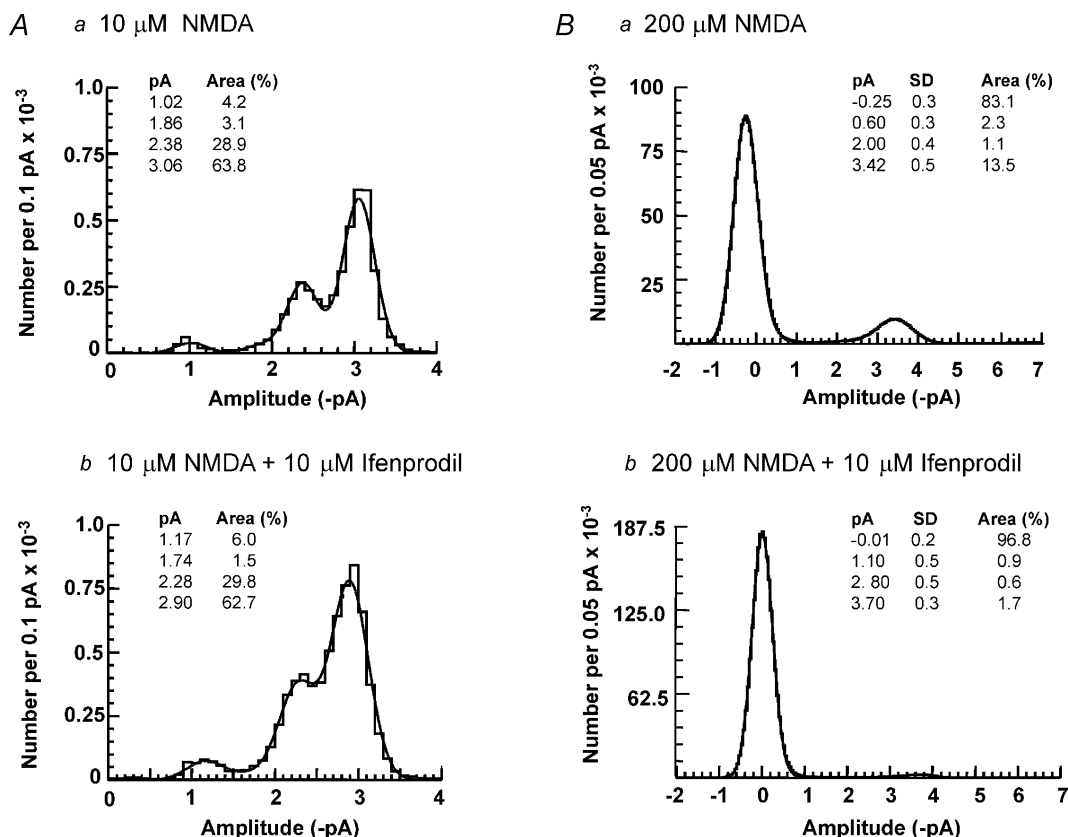 A a 10 μM NMDA
pA Area (%)
1.02 4.2
1.86 3.1
2.38 28.9
3.06 63.8
Number per 0.1 pA x 10-3
1.0
0.75
0.5
0.25
0
0 1 2 3 4
Amplitude (-pA)
B a 200 μM NMDA
pA SD Area (%)
-0.25 0.3 83.1
0.60 0.3 2.3
2.00 0.4 1.1
3.42 0.5 13.5
Number per 0.05 pA x 10-3
100
75
50
25
-2 -1 0 1 2 3 4 5 6 7
Amplitude (-pA)
b 10 μM NMDA + 10 μM Ifenprodil
pA Area (%)
1.17 6.0
1.74 1.5
2.28 29.8
2.90 62.7
Number per 0.1 pA x 10-3
1.0
0.75
0.5
0.25
0
0 1 2 3 4
Amplitude (-pA)
b 200 μM NMDA + 10 μM Ifenprodil
pA SD Area (%)
-0.01 0.2 96.8
1.10 0.5 0.9
2. 80 0.5 0.6
3.70 0.3 1.7
Number per 0.05 pA x 10-3
187.5
125.0
62.5
-2 -1 0 1 2 3 4 5 6 7
Amplitude (-pA)